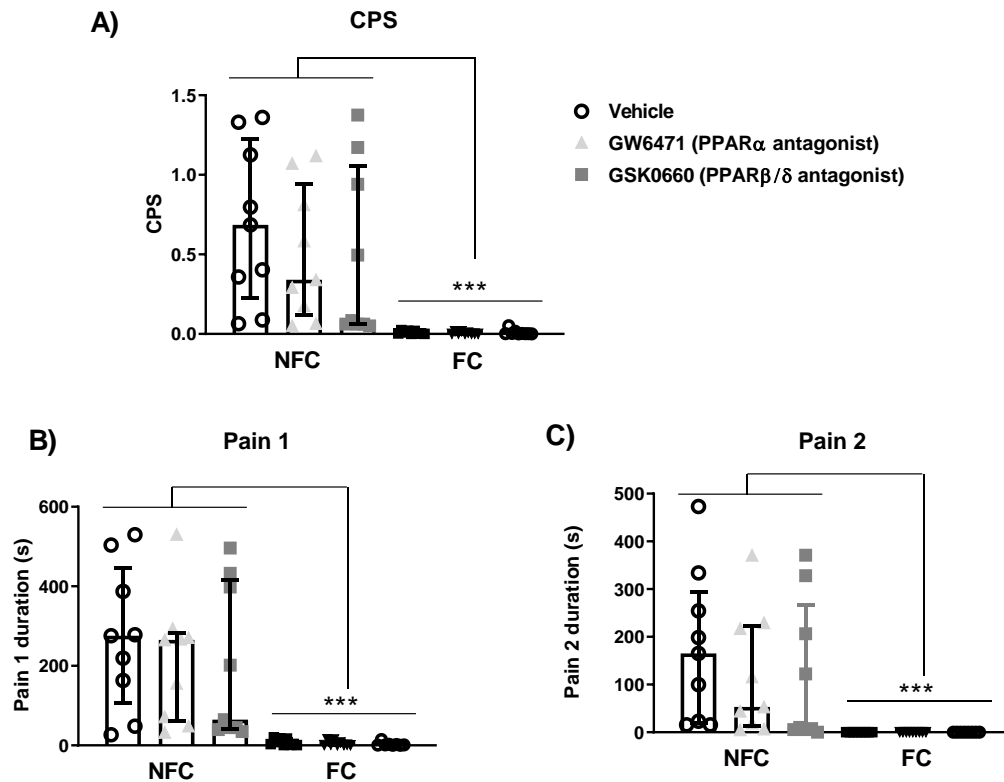 A)
CPS
CPS
1.5
1.0
0.5
0.0
***
NFC
FC
Vehicle
GW6471 (PPARα antagonist)
GSK0660 (PPARβ/δ antagonist)
B)
Pain 1
Pain 1 duration (s)
600
400
200
0
***
NFC
FC
C)
Pain 2
Pain 2 duration (s)
500
400
300
200
100
0
***
NFC
FC